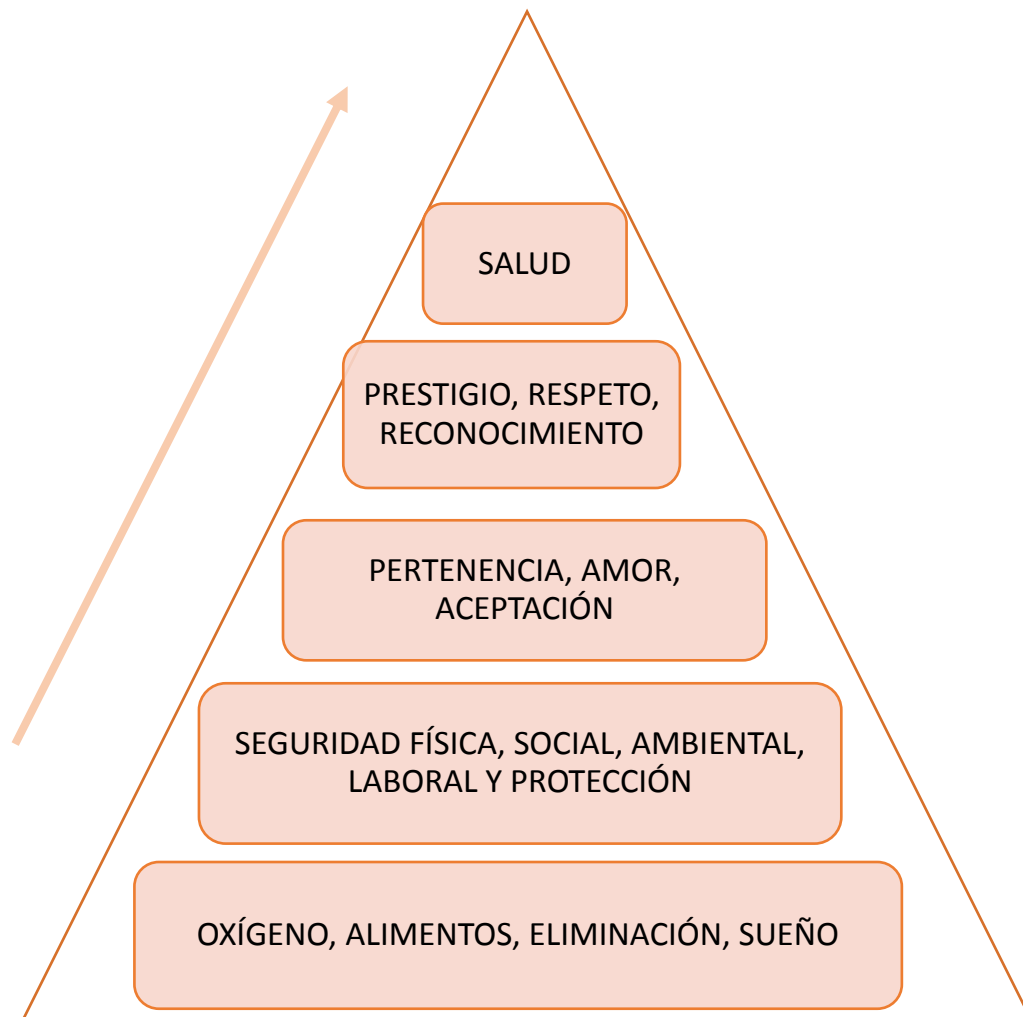 SALUD
PRESTIGIO, RESPETO,
RECONOCIMIENTO
PERTENENCIA, AMOR,
ACEPTACIÓN
SEGURIDAD FÍSICA, SOCIAL, AMBIENTAL,
LABORAL Y PROTECCIÓN
OXÍGENO, ALIMENTOS, ELIMINACIÓN, SUEÑO